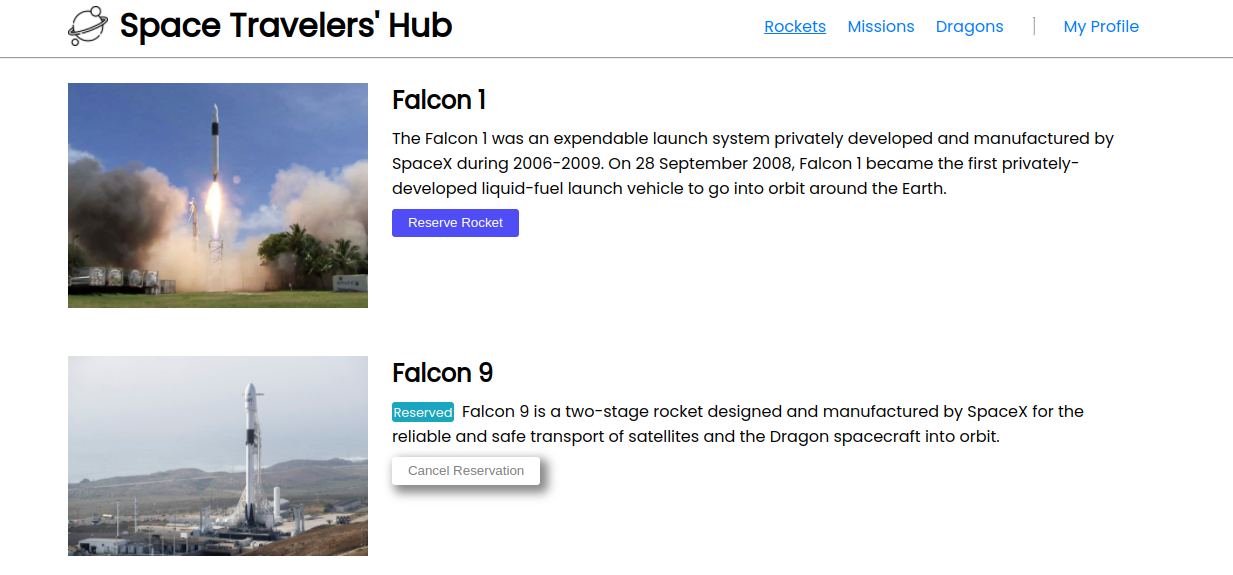 Space Travelers' Hub
Rockets Missions Dragons My Profile
Falcon 1
The Falcon 1 was an expendable launch system privately developed and manufactured by
SpaceX during 2006-2009. On 28 September 2008, Falcon 1 became the first privately-
developed liquid-fuel launch vehicle to go into orbit around the Earth.
Reserve Rocket
Falcon 9
Reserved Falcon 9 is a two-stage rocket designed and manufactured by SpaceX for the
reliable and safe transport of satellites and the Dragon spacecraft into orbit.
Cancel Reservation